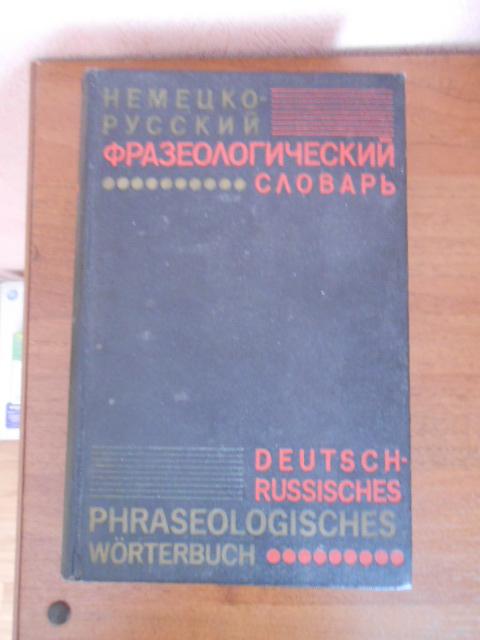 НЕМЕЦКО-
РУССКИЙ
ФРАЗЕОЛОГИЧЕСКИЙ
СЛОВАРЬ
DEUTSCH-
RUSSISCHES
PHRASEOLOGISCHES
WÖRTERBUCH